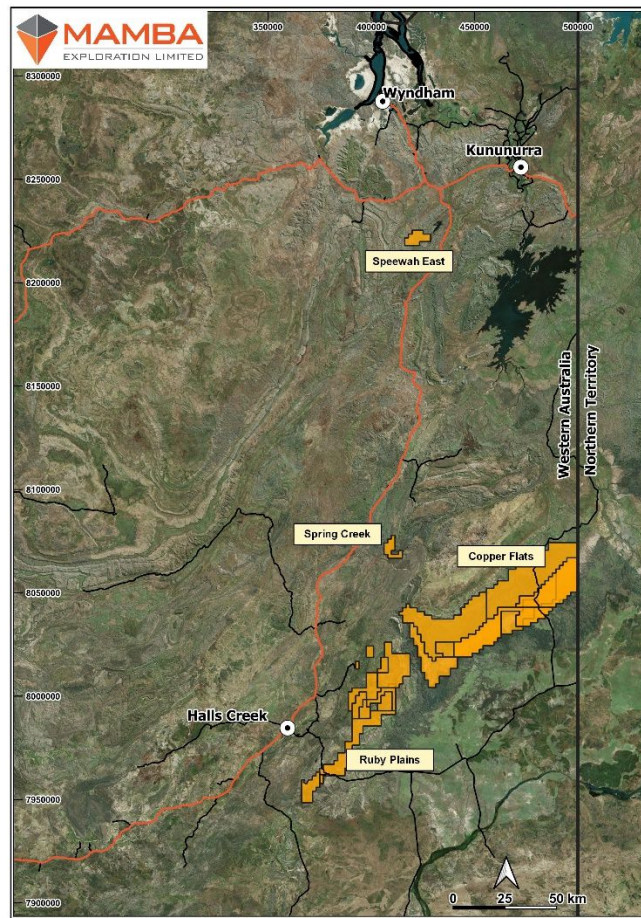 MAMBA
EXPLORATION LIMITED
350000
400000
450000
500000
8300000
Wyndham
Kununurra
8250000
Speewah East
8200000
Western Australia
Northern Territory
8150000
8100000
Spring Creek
Copper Flats
8050000
8000000
Halls Creek
Ruby Plains
7950000
7900000
0 25 50 km